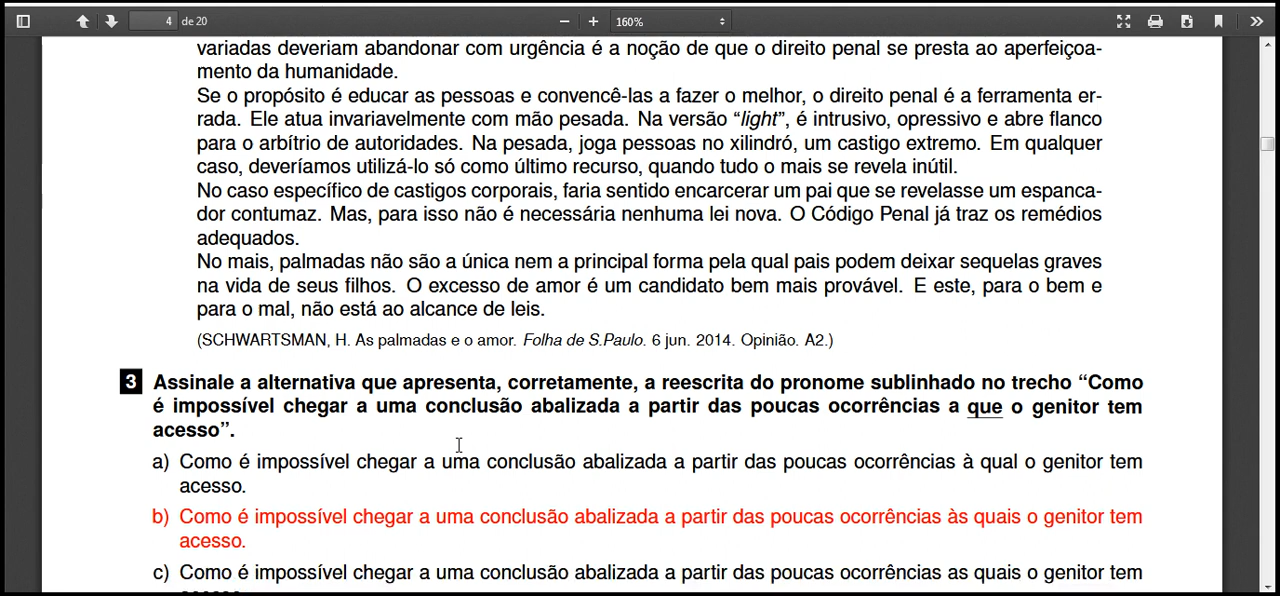 4 de 20
160%
variadas deveriam abandonar com urgência é a noção de que o direito penal se presta ao aperfeiçoa-
mento da humanidade.
Se o propósito é educar as pessoas e convencê-las a fazer o melhor, o direito penal é a ferramenta er-
rada. Ele atua invariavelmente com mão pesada. Na versão “light”, é intrusivo, opressivo e abre flanco
para o arbítrio de autoridades. Na pesada, joga pessoas no xilindró, um castigo extremo. Em qualquer
caso, deveríamos utilizá-lo só como último recurso, quando tudo o mais se revela inútil.
No caso específico de castigos corporais, faria sentido encarcerar um pai que se revelasse um espanca-
dor contumaz. Mas, para isso não é necessária nenhuma lei nova. O Código Penal já traz os remédios
adequados.
No mais, palmadas não são a única nem a principal forma pela qual pais podem deixar sequelas graves
na vida de seus filhos. O excesso de amor é um candidato bem mais provável. E este, para o bem e
para o mal, não está ao alcance de leis.
(SCHWARTSMAN, H. As palmadas e o amor. Folha de S.Paulo. 6 jun. 2014. Opinião. A2.)
3 Assinale a alternativa que apresenta, corretamente, a reescrita do pronome sublinhado no trecho “Como
é impossível chegar a uma conclusão abalizada a partir das poucas ocorrências a que o genitor tem
acesso”.
a) Como é impossível chegar a uma conclusão abalizada a partir das poucas ocorrências à qual o genitor tem
acesso.
b) Como é impossível chegar a uma conclusão abalizada a partir das poucas ocorrências às quais o genitor tem
acesso.
c) Como é impossível chegar a uma conclusão abalizada a partir das poucas ocorrências as quais o genitor tem